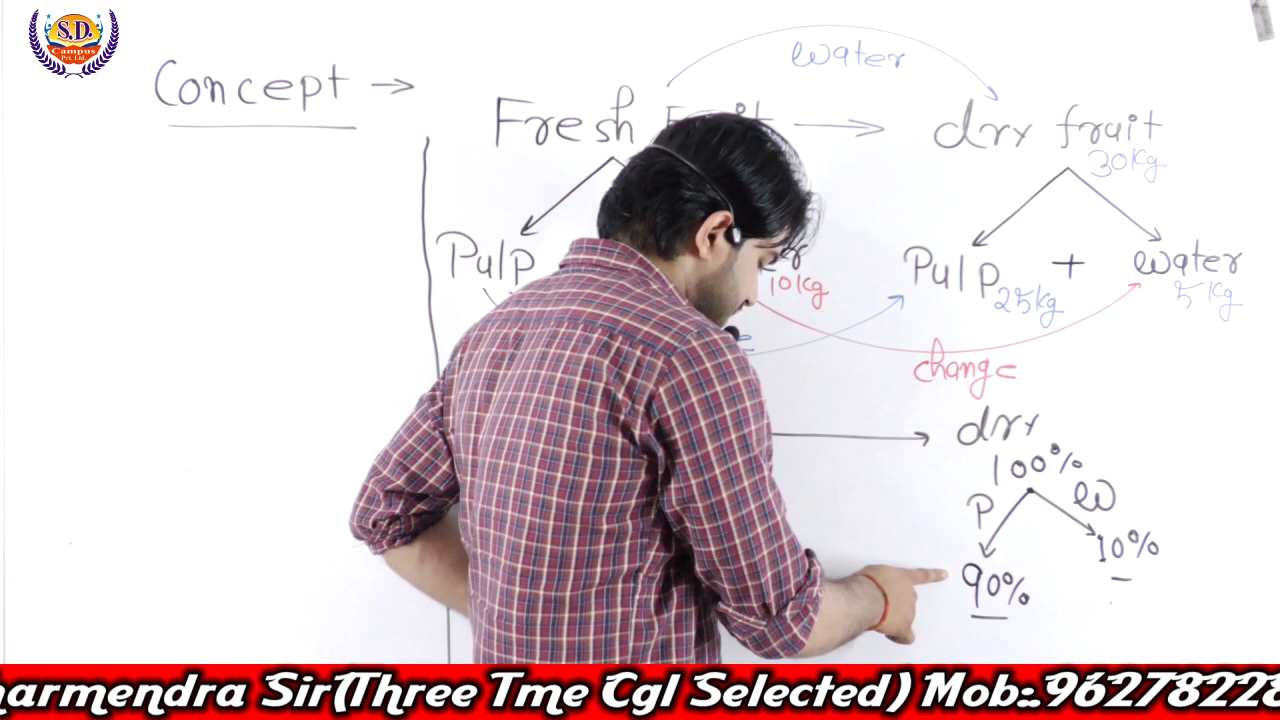 S.D.
Campus
Pvt. Ltd.
water
Concept →
Fresh → dry fruit
30Kg
Pulp
10Kg
Pulp + water
25kg 5Kg
change
→ dry
100%
P W
10%
90%
harmendra Sir(Three Tme Cgl Selected) Mob:.9627822